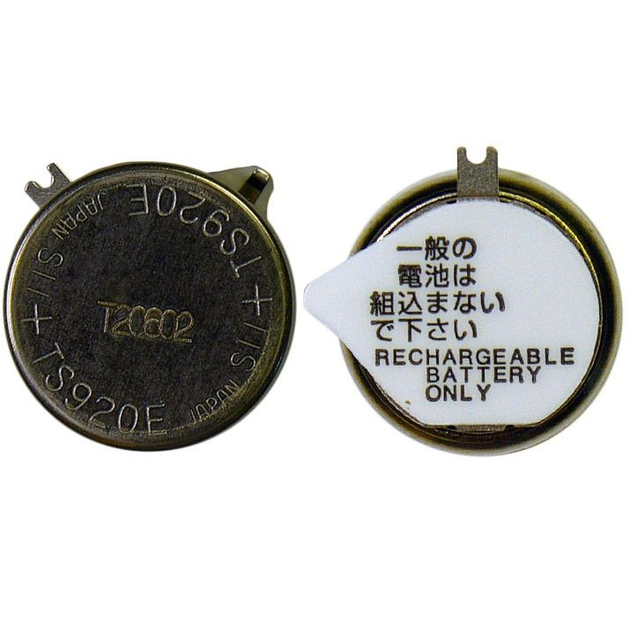 TS920E
JAPAN SII +
T20602
+ SII JAPAN
TS920E
一般の
電池は
組込まない
で下さい
RECHARGEABLE
BATTERY
ONLY